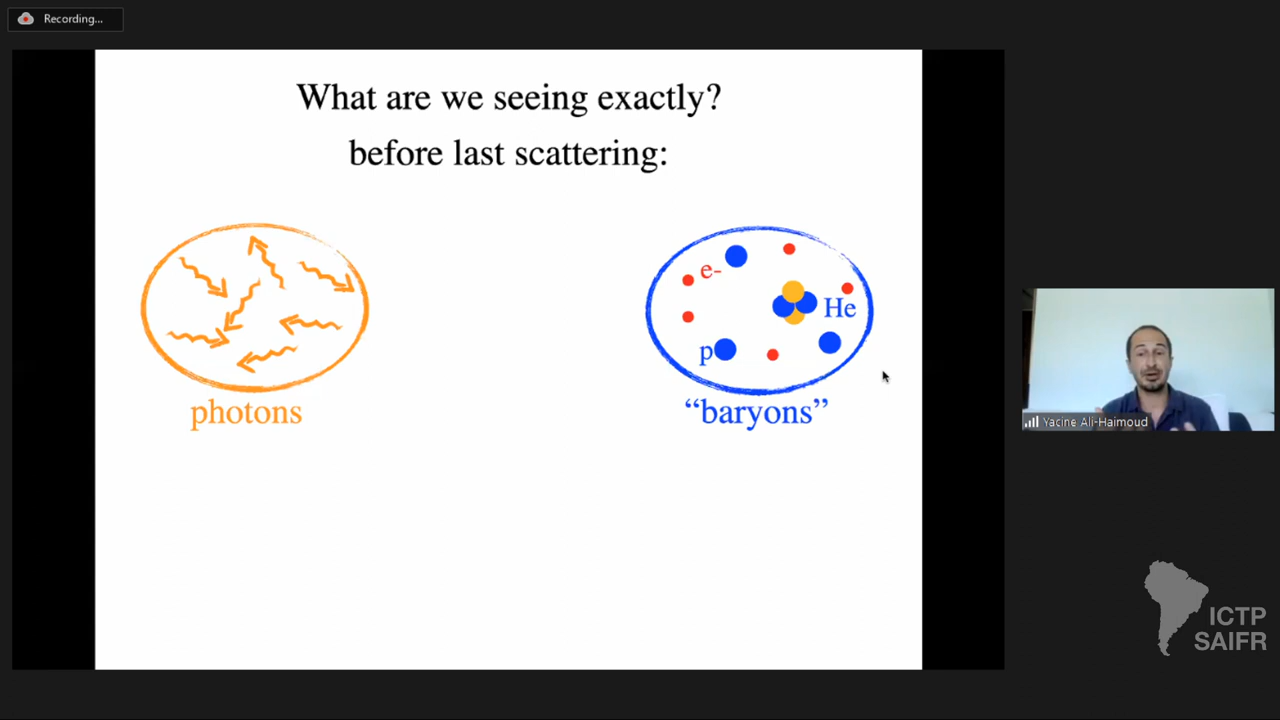 Recording...
What are we seeing exactly?
before last scattering:
e-
He
p
photons
“baryons”
Yacine Ali-Haimoud
ICTP
SAIFR